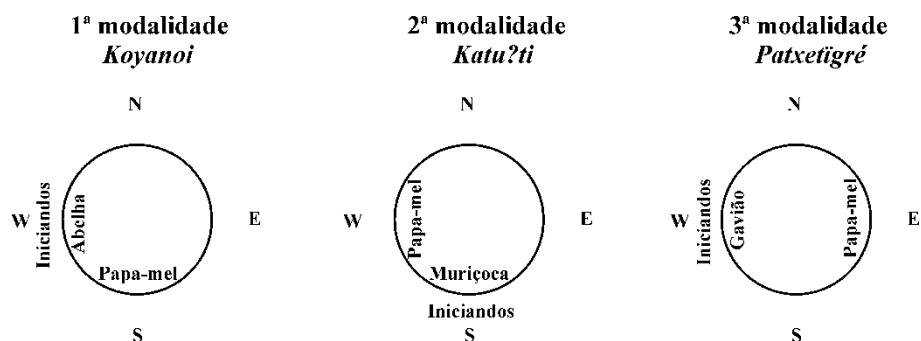 1ª modalidade
Koyanoi
N
W
Iniciandos
Abelha
Papa-mel
E
S
2ª modalidade
Katu?ti
N
W
Papa-mel
Muriçoca
E
Iniciandos
S
3ª modalidade
Patxetïgré
N
W
Iniciandos
Gavião
Papa-mel
E
S